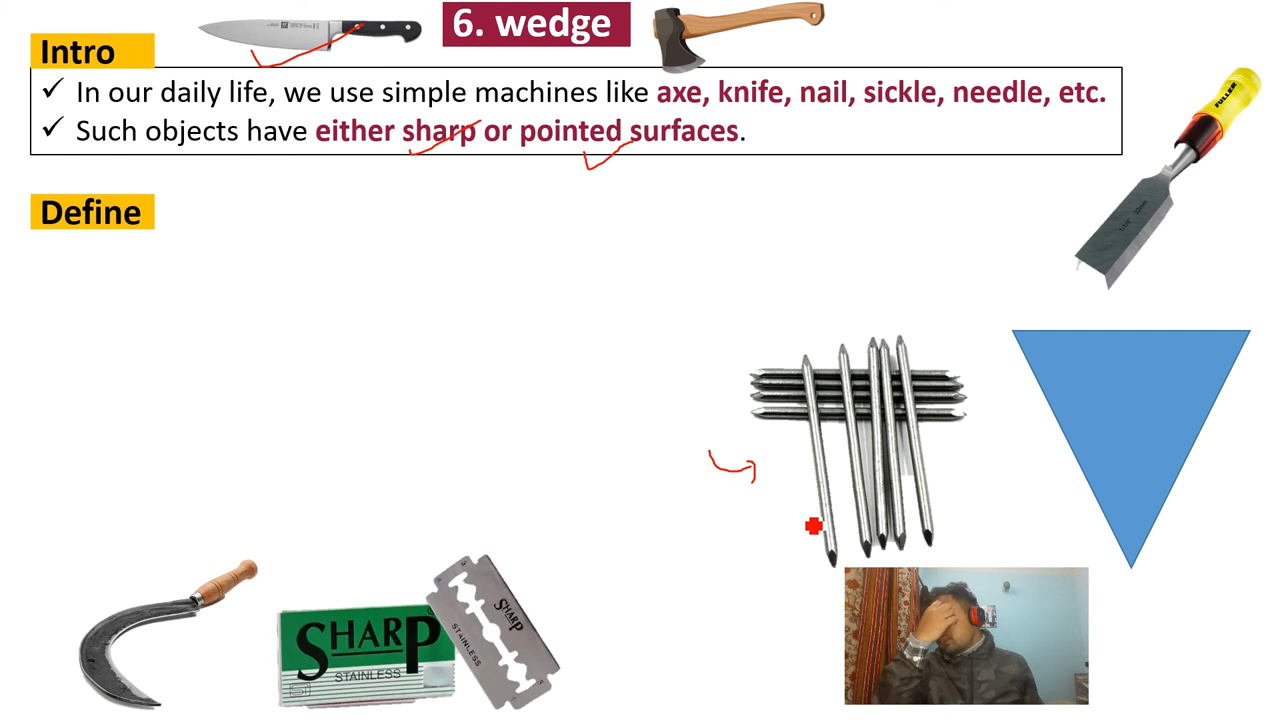 6. wedge
Intro
✓ In our daily life, we use simple machines like axe, knife, nail, sickle, needle, etc.
✓ Such objects have either sharp or pointed surfaces.
FULLER
Define
SHARP
STAINLESS
SHARP
STAINLESS